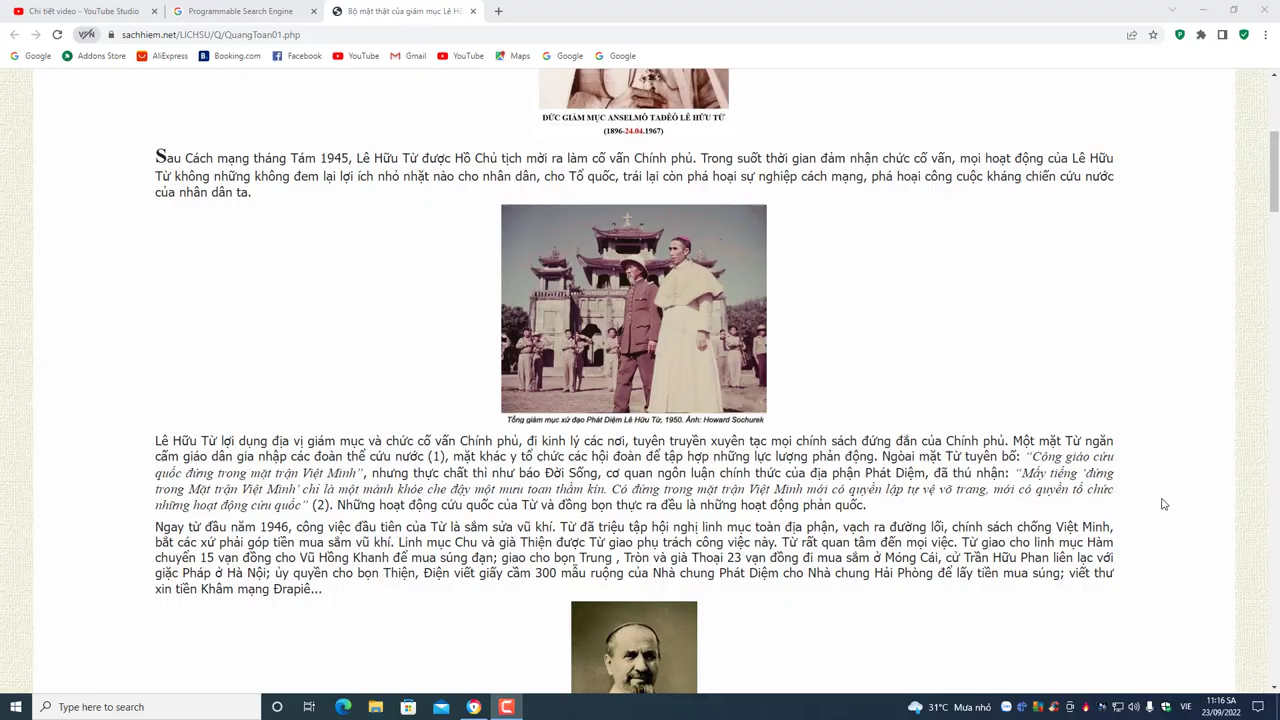 Chi tiết video - YouTube Studio
Programmable Search Engine
Bộ mặt thật của giám mục Lê Hữ
sachhiem.net/LICHSU/Q/QuangToan01.php
Google Addons Store AliExpress Booking.com Facebook YouTube Gmail YouTube Maps Google Google
ĐỨC GIÁM MỤC ANSELMÔ TAĐÊÔ LÊ HỮU TỪ
(1896-24.04.1967)
Sau Cách mạng tháng Tám 1945, Lê Hữu Từ được Hồ Chủ tịch mời ra làm cố vấn Chính phủ. Trong suốt thời gian đảm nhận chức cố vấn, mọi hoạt động của Lê Hữu
Từ không những không đem lại lợi ích nhỏ nhặt nào cho nhân dân, cho Tổ quốc, trái lại còn phá hoại sự nghiệp cách mạng, phá hoại công cuộc kháng chiến cứu nước
của nhân dân ta.
Tổng giám mục xứ đạo Phát Diệm Lê Hữu Từ, 1950. Ảnh: Howard Sochurek
Lê Hữu Từ lợi dụng địa vị giám mục và chức cố vấn Chính phủ, đi kinh lý các nơi, tuyên truyền xuyên tạc mọi chính sách đứng đắn của Chính phủ. Một mặt Từ ngăn
cấm giáo dân gia nhập các đoàn thể cứu nước (1), mặt khác y tổ chức các hội đoàn để tập hợp những lực lượng phản động. Ngòai mặt Từ tuyên bố: “Công giáo cứu
quốc đứng trong mặt trận Việt Minh”, nhưng thực chất thì như báo Đời Sống, cơ quan ngôn luận chính thức của địa phận Phát Diệm, đã thú nhận: “Mấy tiếng ‘đứng
trong Mặt trận Việt Minh’ chỉ là một mảnh khóe che đậy một mưu toan thầm kín. Có đứng trong mặt trận Việt Minh mới có quyền lập tự vệ võ trang, mới có quyền tổ chức
những hoạt động cứu quốc” (2). Những hoạt động cứu quốc của Từ và đồng bọn thực ra đều là những hoạt động phản quốc.
Ngay từ đầu năm 1946, công việc đầu tiên của Từ là sắm sửa vũ khí. Từ đã triệu tập hội nghị linh mục toàn địa phận, vạch ra đường lối, chính sách chống Việt Minh,
bắt các xứ phải góp tiền mua sắm vũ khí. Linh mục Chu và già Thiện được Từ giao phụ trách công việc này. Từ rất quan tâm đến mọi việc. Từ giao cho linh mục Hàm
chuyển 15 vạn đồng cho Vũ Hồng Khanh để mua súng đạn; giao cho bọn Trung , Tròn và già Thoại 23 vạn đồng đi mua sắm ở Móng Cái, cử Trần Hữu Phan liên lạc với
giặc Pháp ở Hà Nội; ủy quyền cho bọn Thiện, Điện viết giấy cầm 300 mẫu ruộng của Nhà chung Phát Diệm cho Nhà chung Hải Phòng để lấy tiền mua súng; viết thư
xin tiền Khâm mạng Đrapiê...
Type here to search
31°C Mưa nhỏ
VIE
11:16 SA
23/09/2022